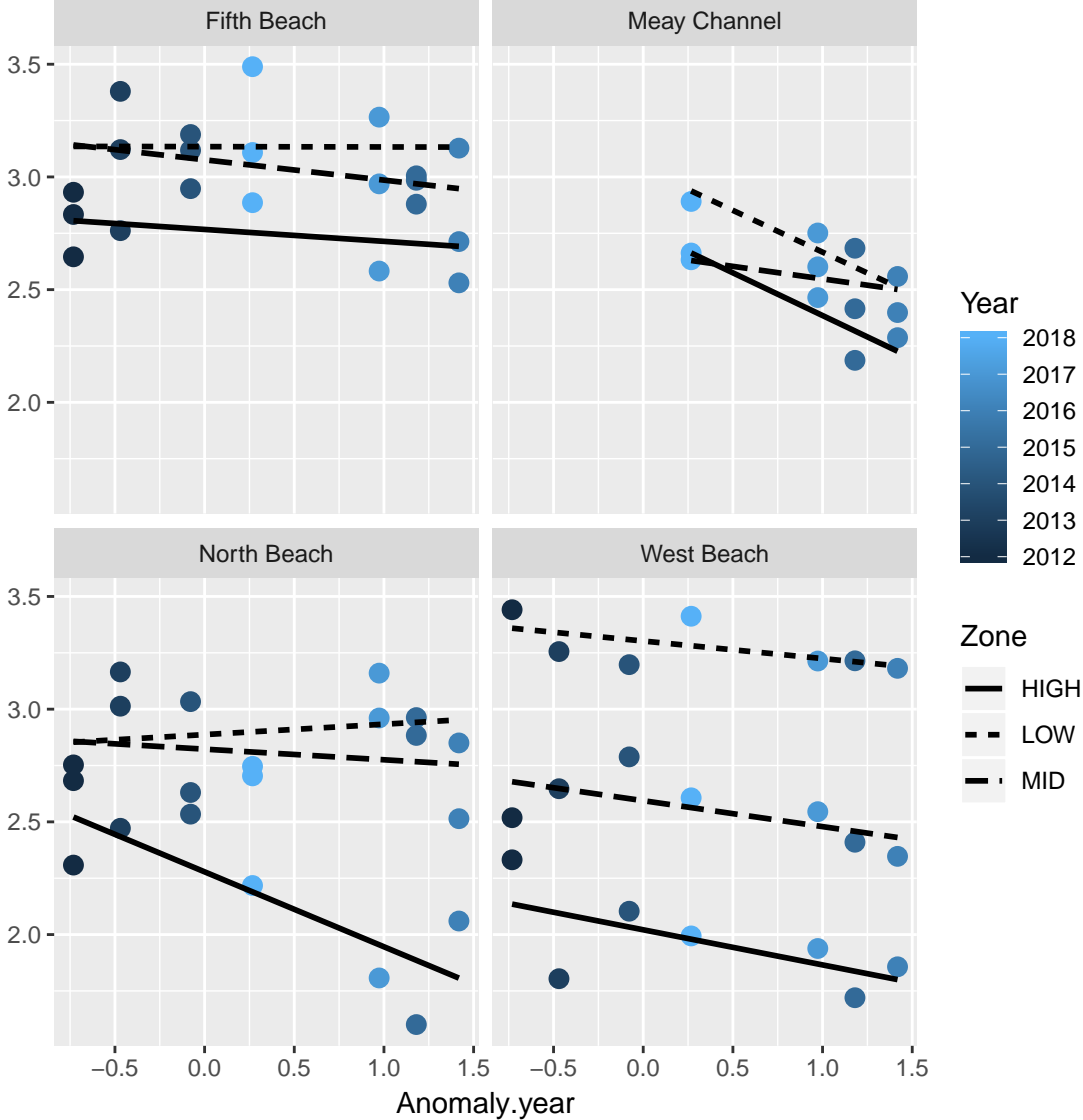 Fifth Beach
Meay Channel
3.5
3.0
2.5
2.0
North Beach
West Beach
3.5
3.0
2.5
2.0
−0.5 0.0 0.5 1.0 1.5
−0.5 0.0 0.5 1.0 1.5
Anomaly.year
Year
2018
2017
2016
2015
2014
2013
2012
Zone
HIGH
LOW
MID